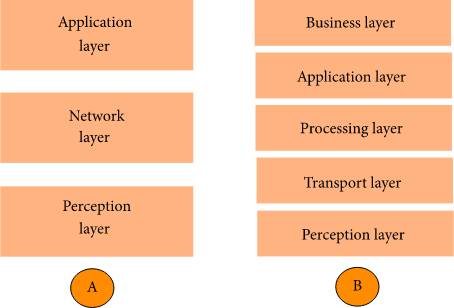 Application
layer
Network
layer
Perception
layer
A
Business layer
Application layer
Processing layer
Transport layer
Perception layer
B